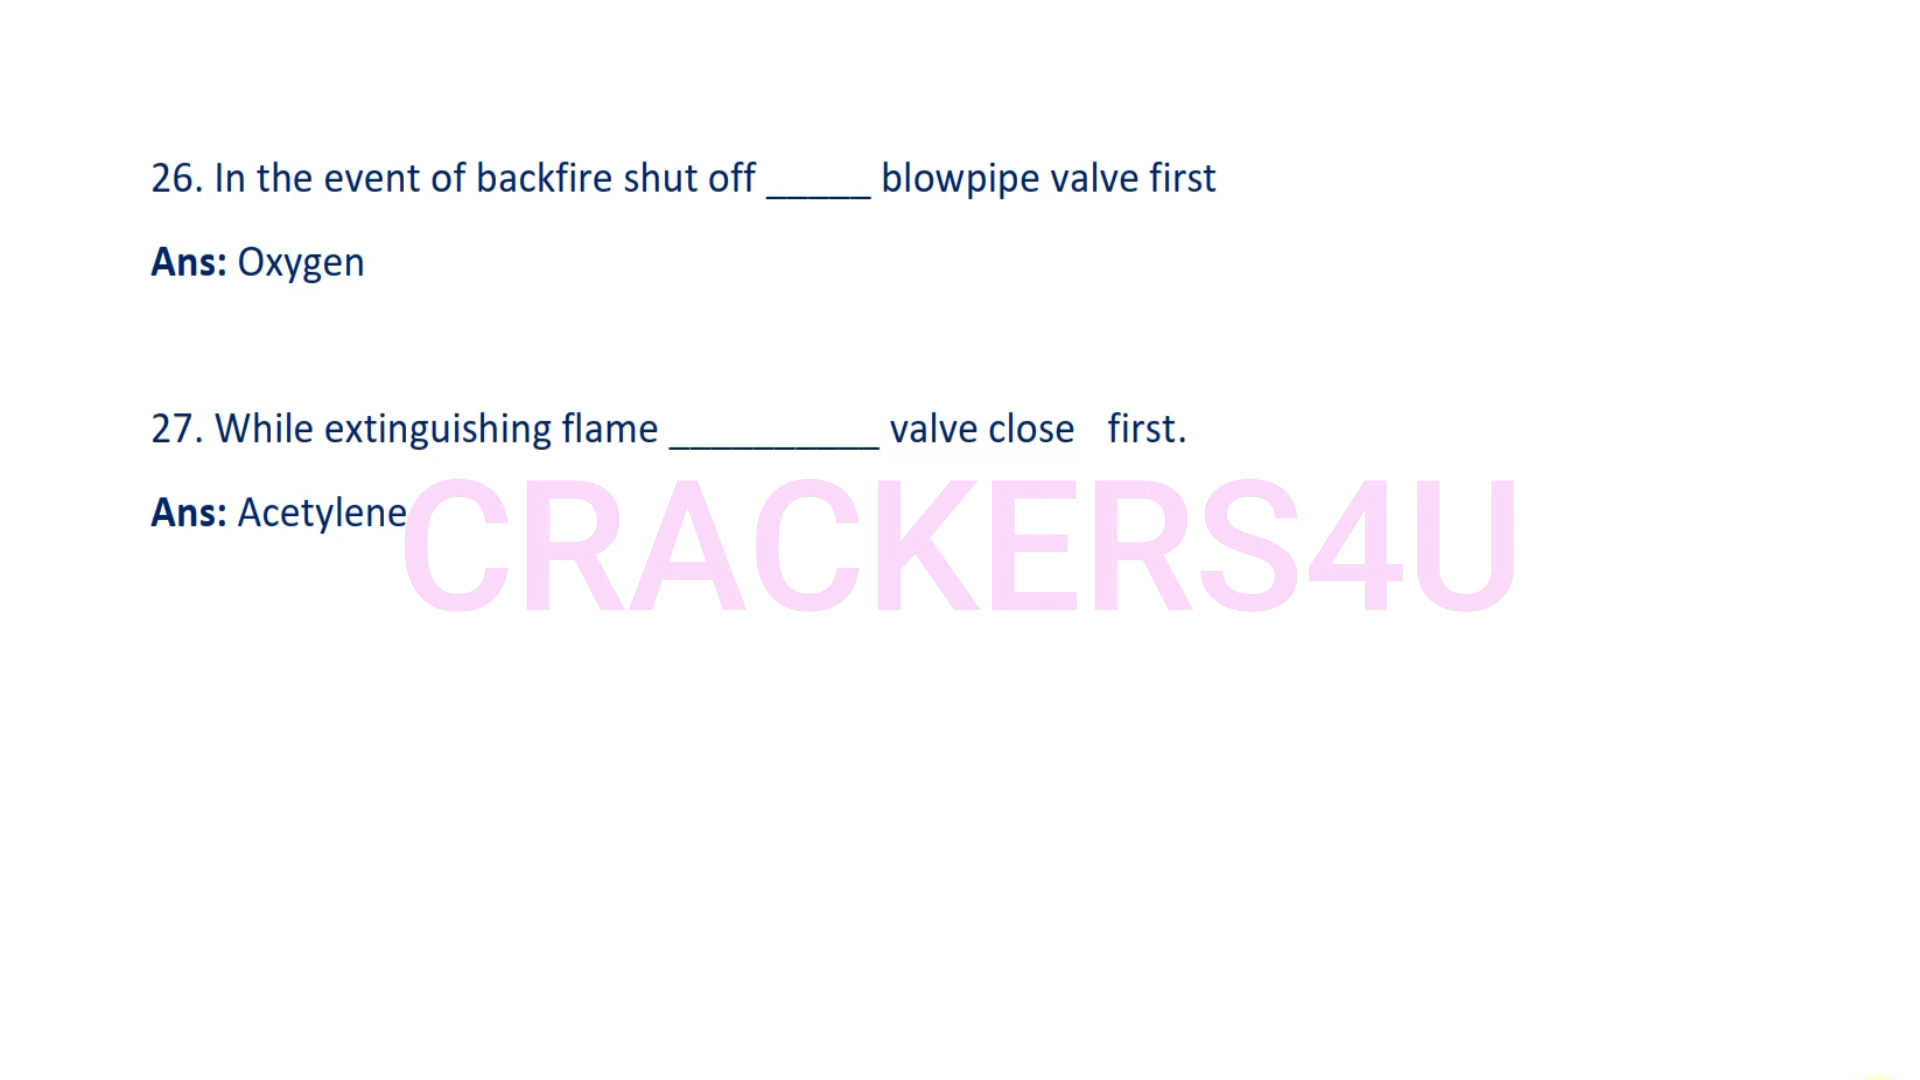 26. In the event of backfire shut off _____ blowpipe valve first
Ans: Oxygen
27. While extinguishing flame __________ valve close first.
Ans: Acetylene
CRACKERS4U